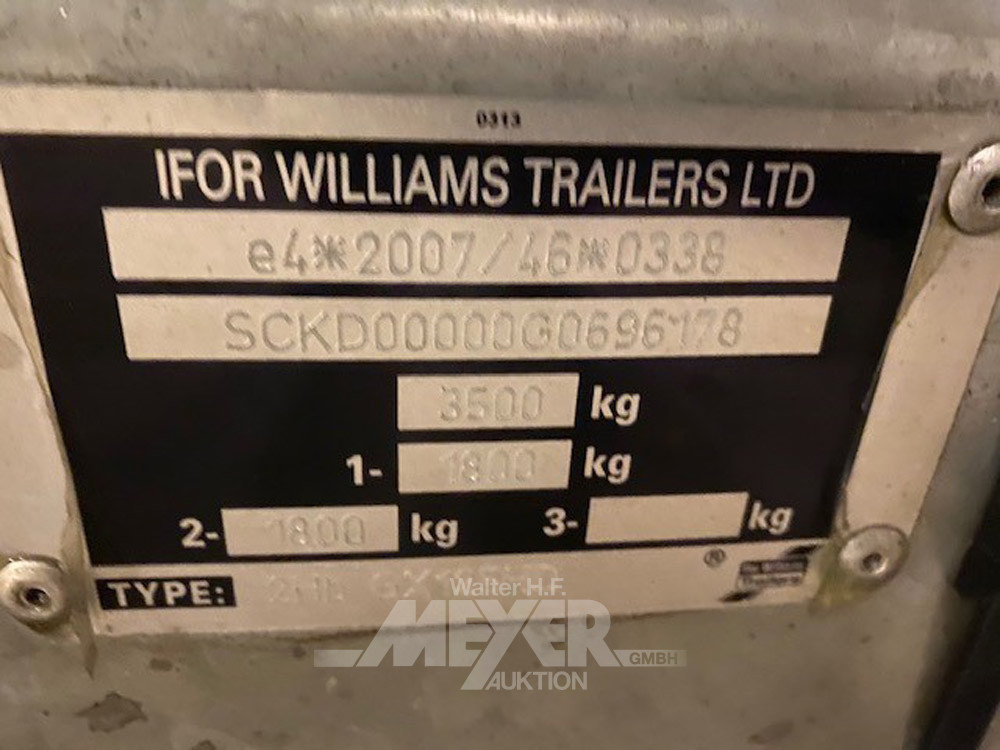 0313
IFOR WILLIAMS TRAILERS LTD
e4*2007/46*0338
SCKD00000G0696178
3500 kg
1- 1800 kg
2- 1800 kg 3- kg
TYPE: ®
Walter H.F.
MEYER
GMBH
AUKTION